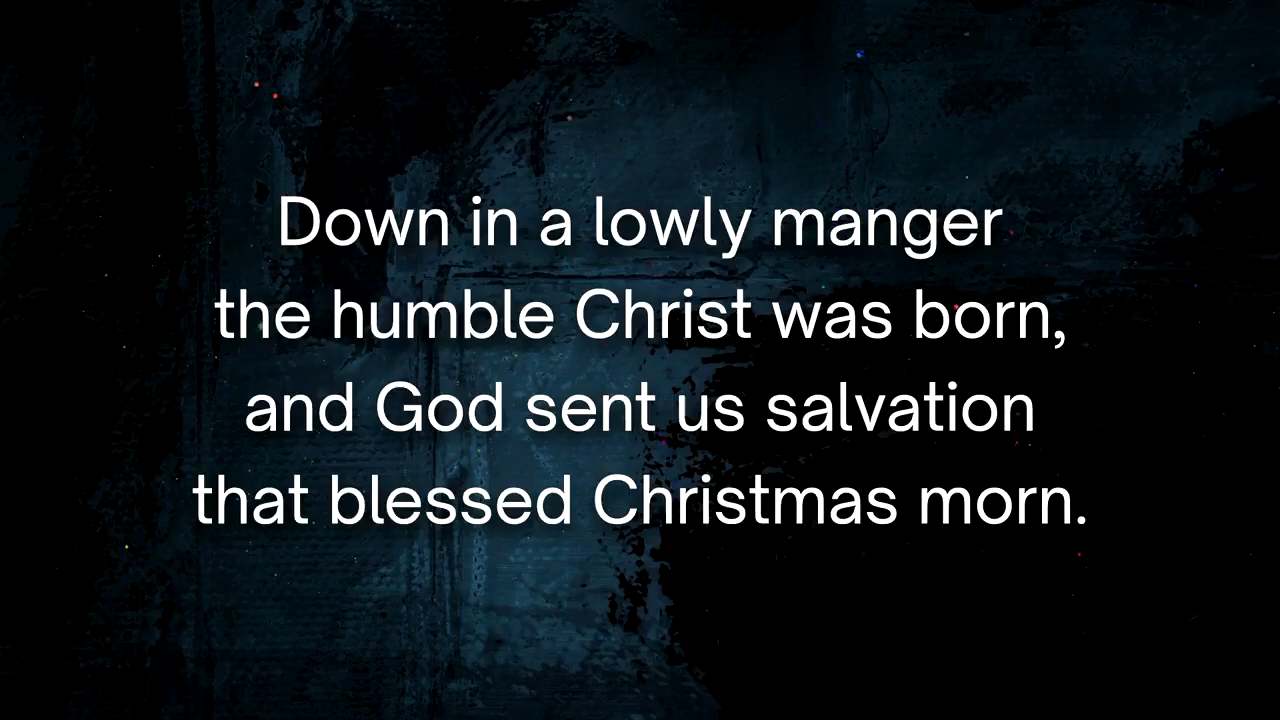 Down in a lowly manger
the humble Christ was born,
and God sent us salvation
that blessed Christmas morn.